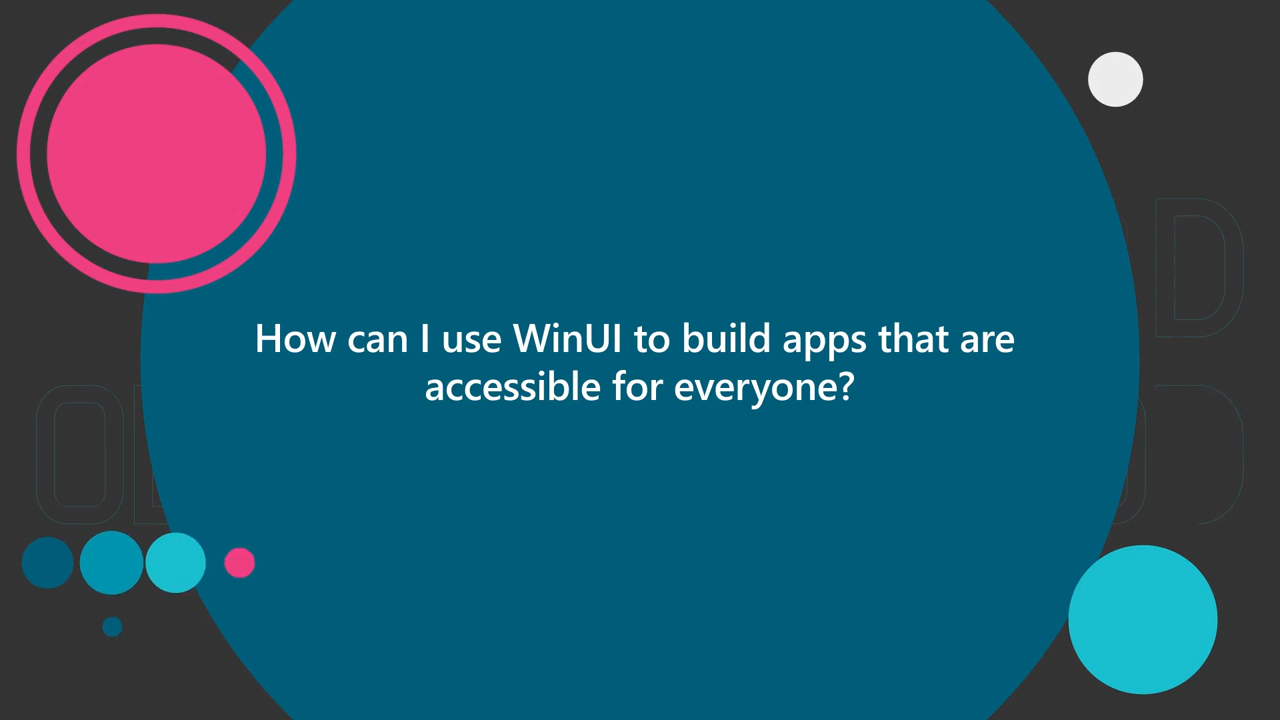 How can I use WinUI to build apps that are
accessible for everyone?